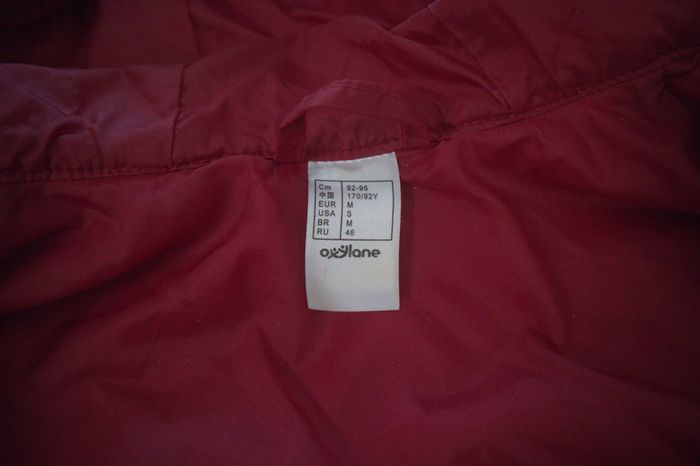 Cm 92-95
中国 170/92Y
EUR M
USA S
BR M
RU 46
oxylane